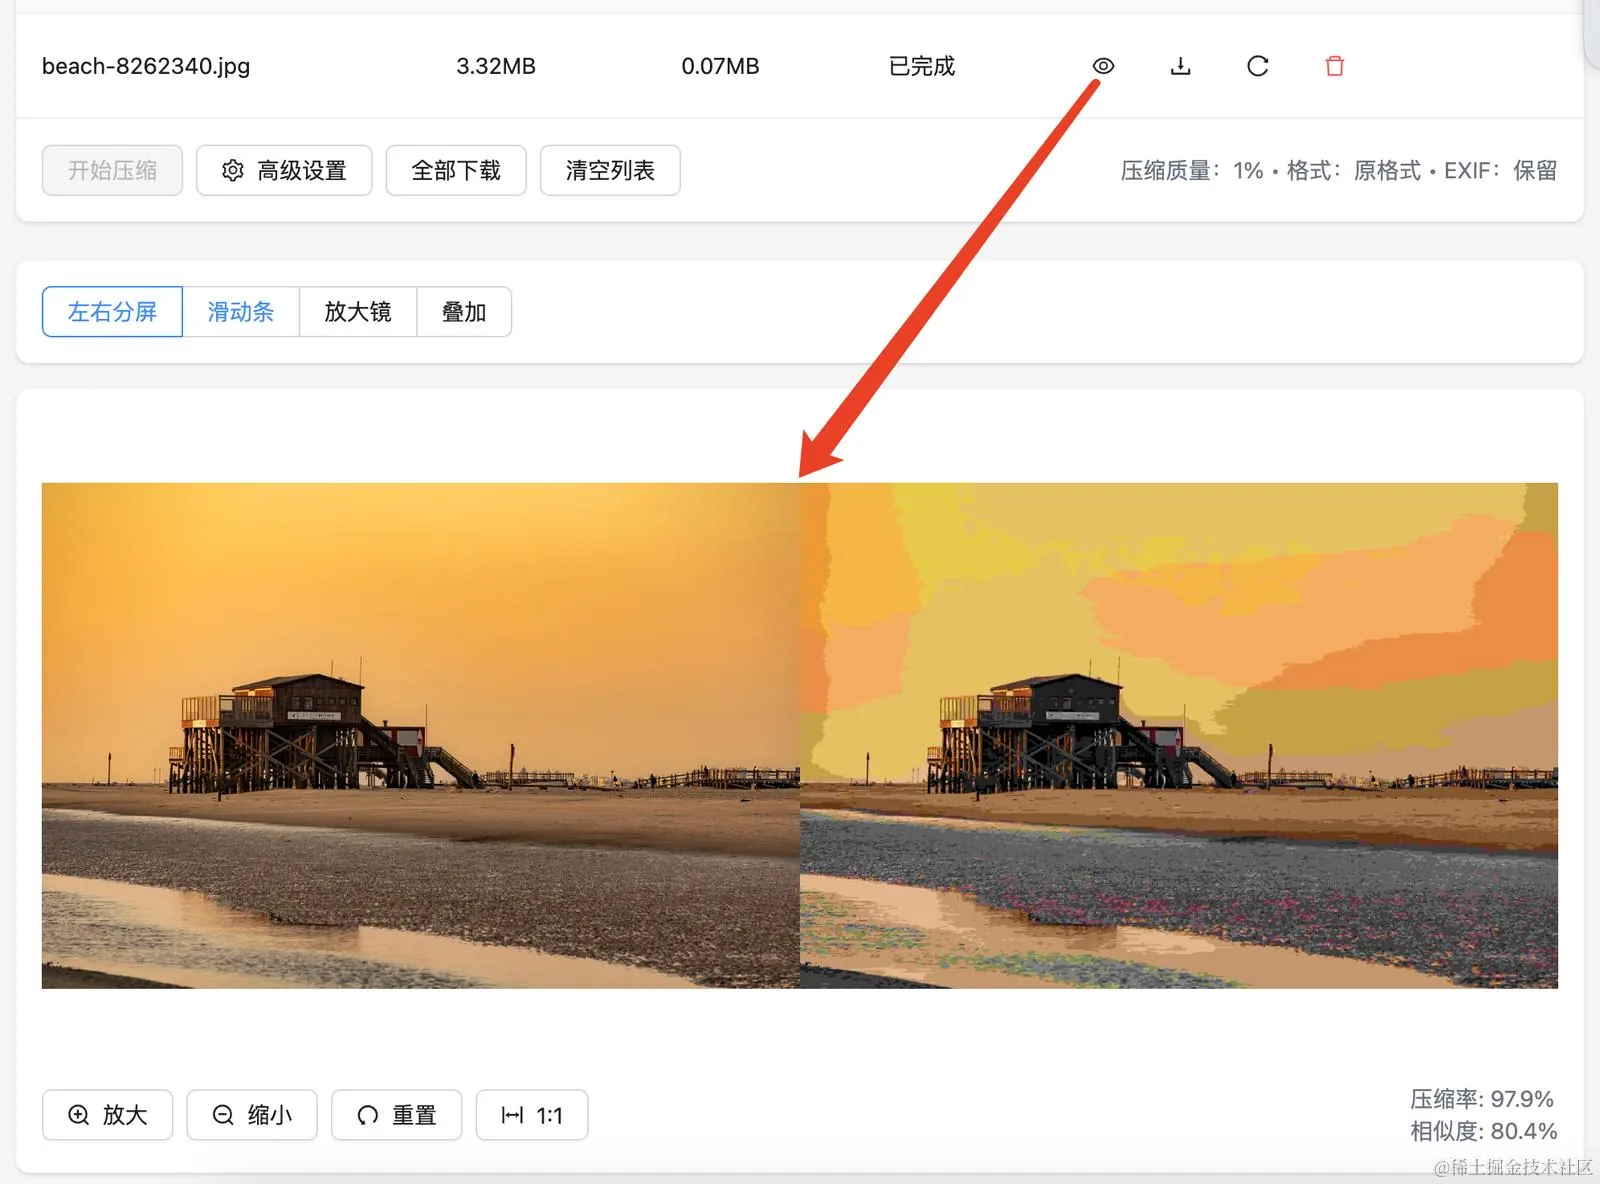 beach-8262340.jpg 3.32MB 0.07MB 已完成
开始压缩 高级设置 全部下载 清空列表 压缩质量：1% • 格式：原格式 • EXIF：保留
左右分屏 滑动条 放大镜 叠加
放大 缩小 重置 1:1
压缩率: 97.9%
相似度: 80.4%
@稀土掘金技术社区